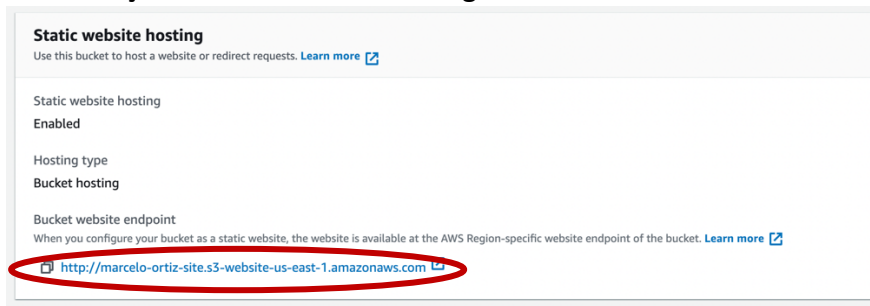 Static website hosting
Use this bucket to host a website or redirect requests. Learn more
Static website hosting
Enabled
Hosting type
Bucket hosting
Bucket website endpoint
When you configure your bucket as a static website, the website is available at the AWS Region-specific website endpoint of the bucket. Learn more
http://marcelo-ortiz-site.s3-website-us-east-1.amazonaws.com